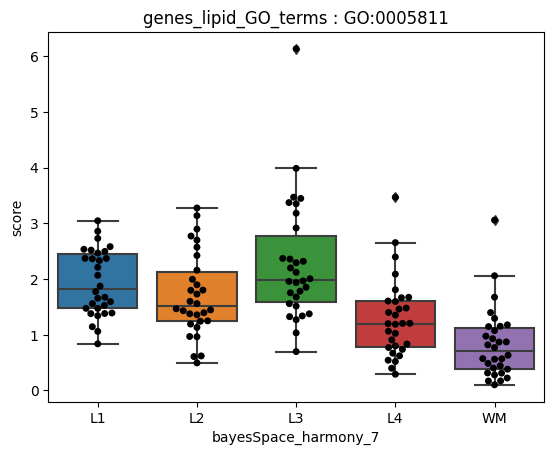 genes_lipid_GO_terms : GO:0005811
score
6
5
4
3
2
1
0
L1 L2 L3 L4 WM
bayesSpace_harmony_7